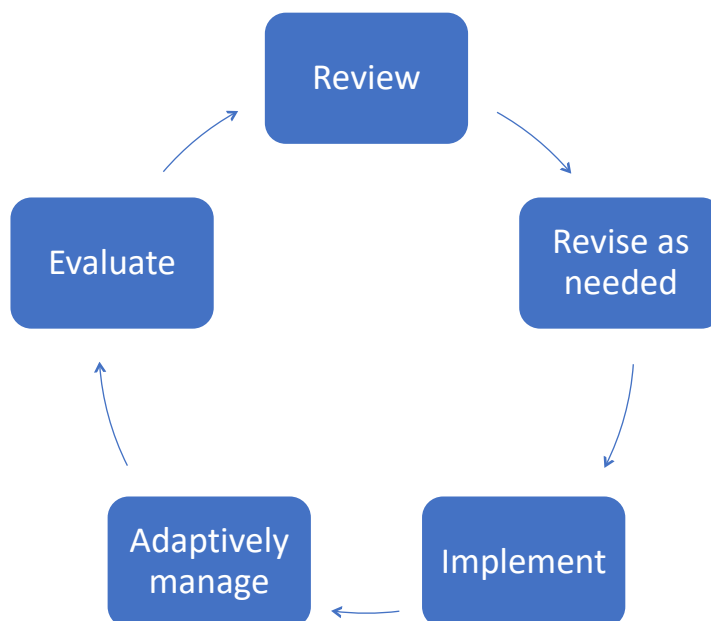 Review
Revise as
needed
Implement
Adaptively
manage
Evaluate